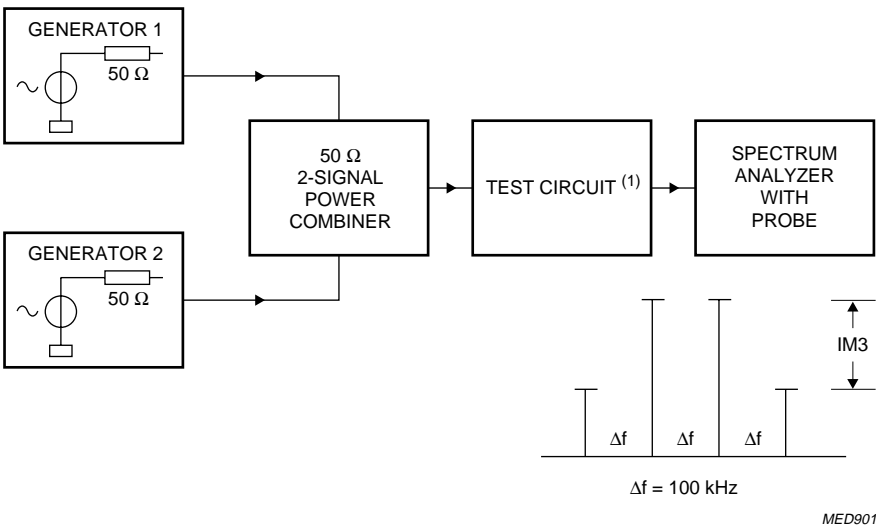 GENERATOR 1
50 Ω
50 Ω
2-SIGNAL
POWER
COMBINER
TEST CIRCUIT (1)
SPECTRUM
ANALYZER
WITH
PROBE
GENERATOR 2
50 Ω
IM3
Δf Δf Δf
Δf = 100 kHz
MED901